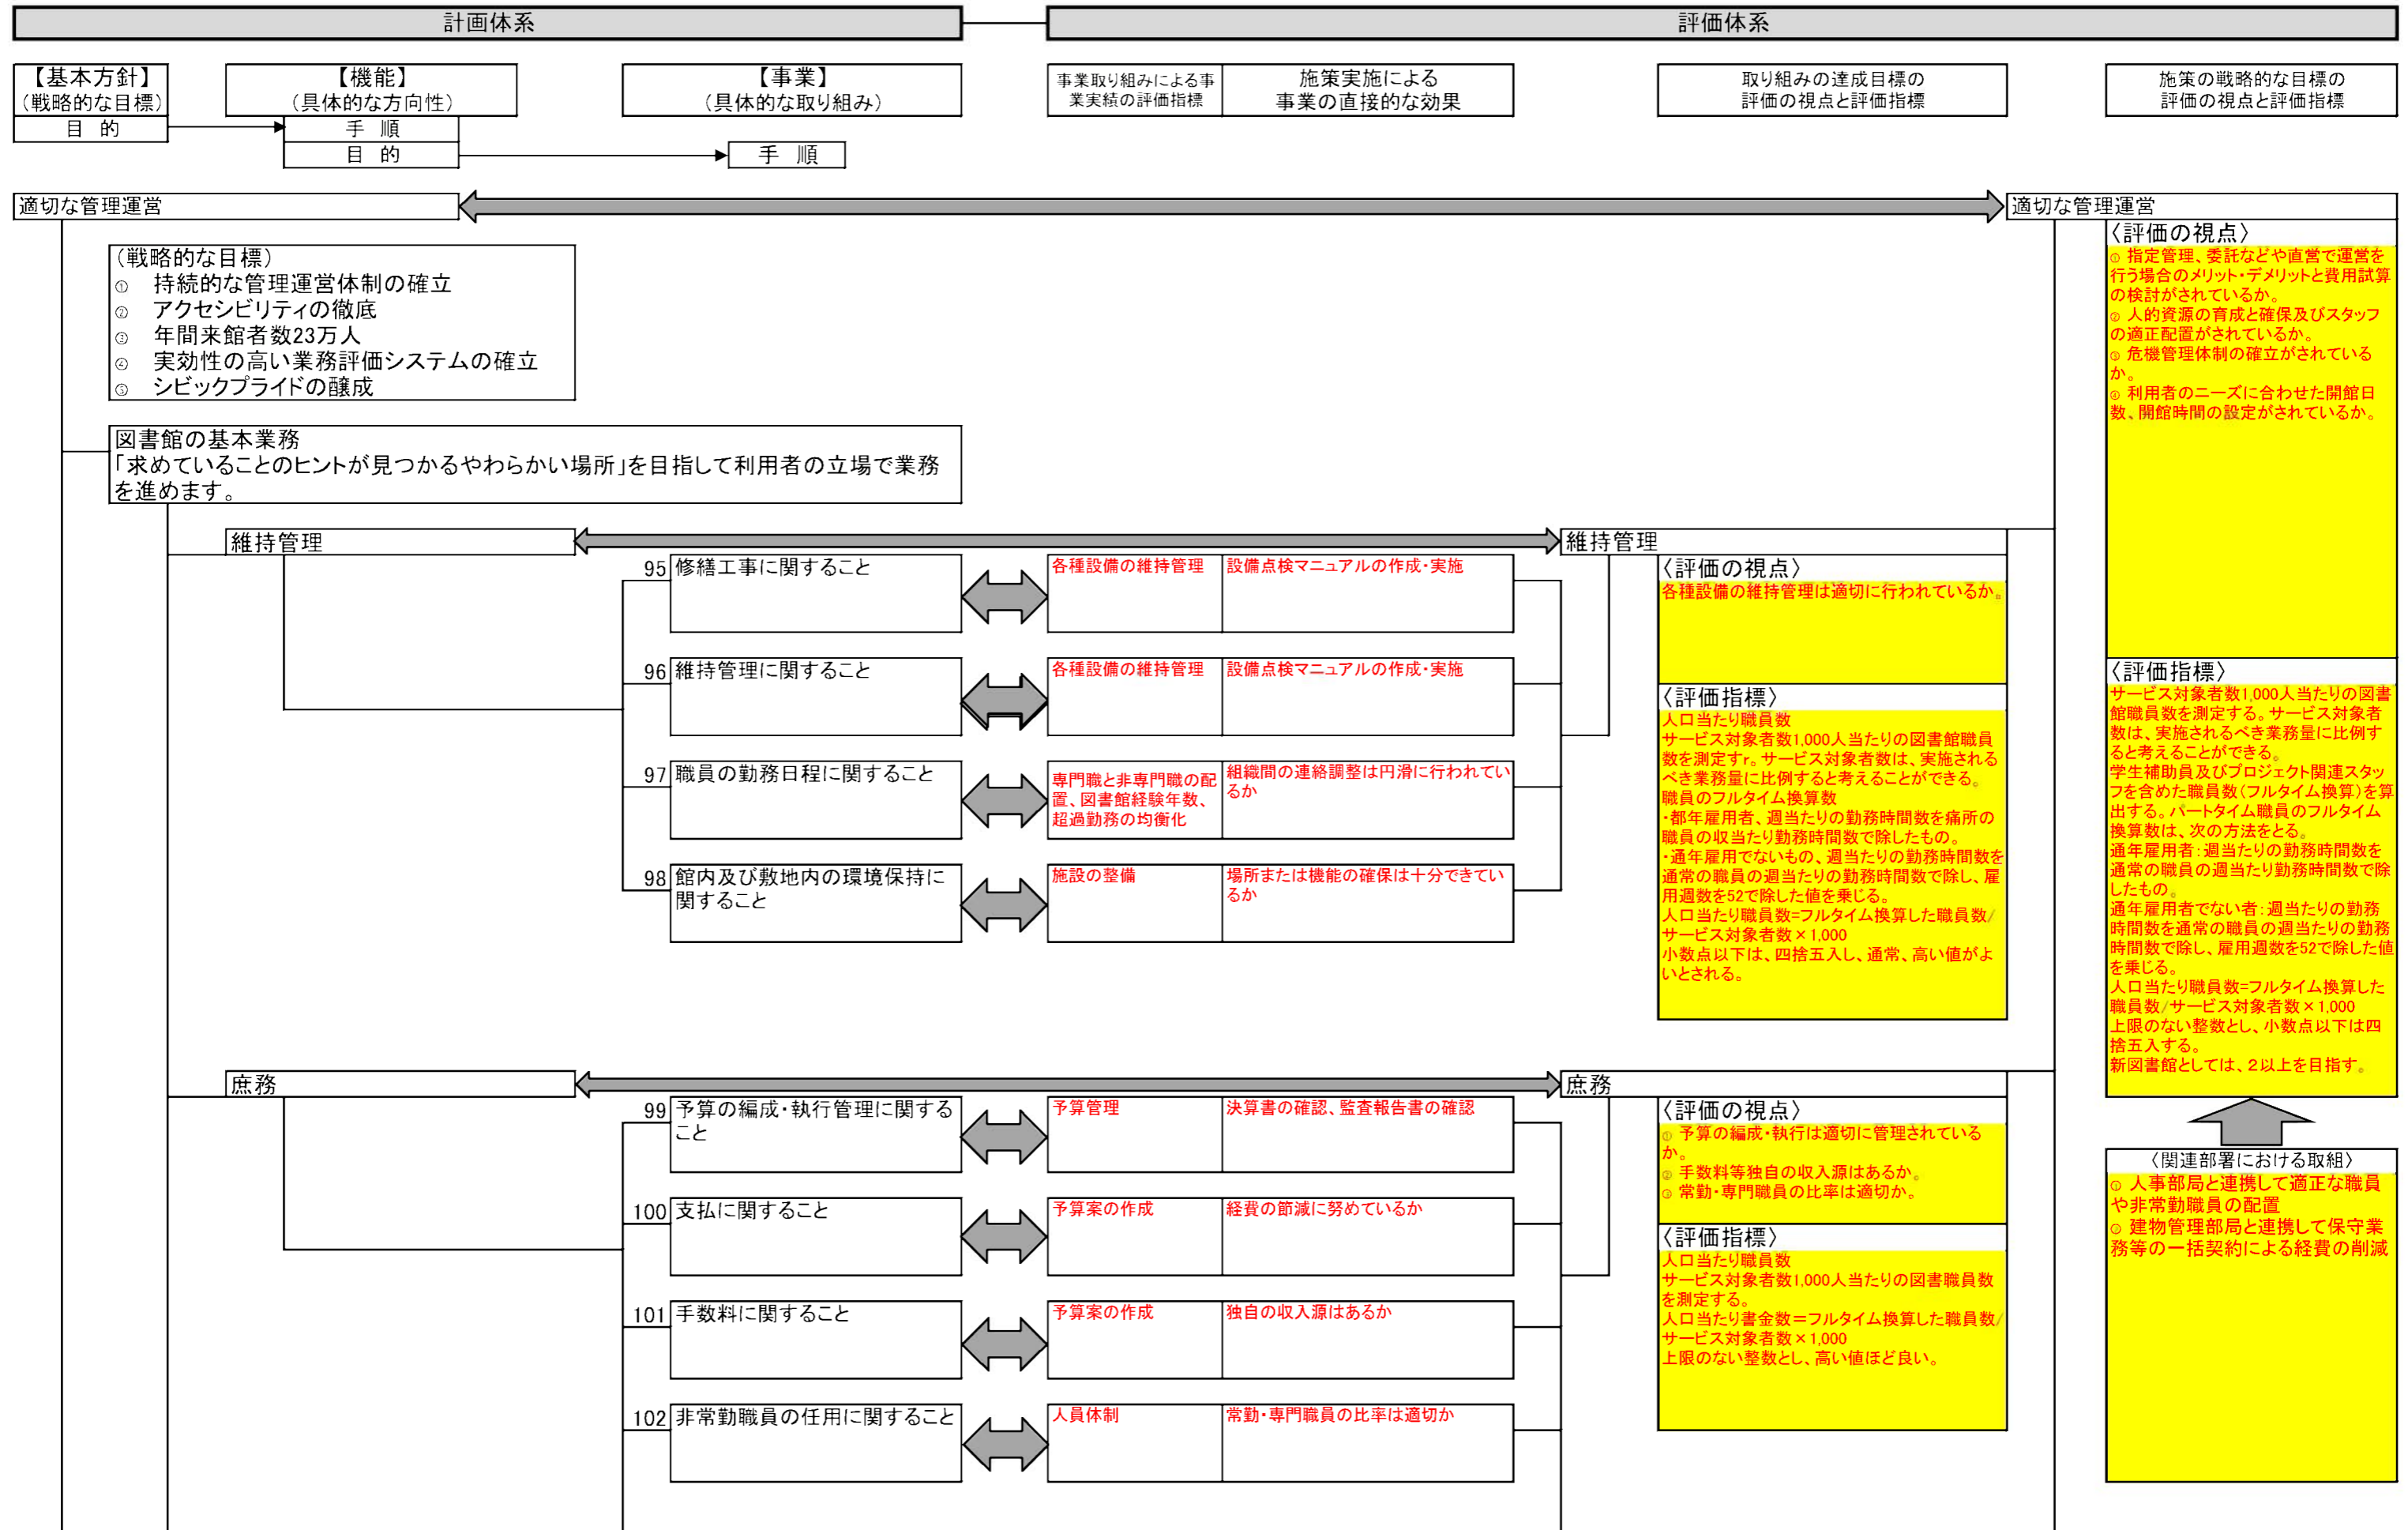 計画体系
評価体系
【基本方針】
（戦略的な目標）
目　的
【機能】
（具体的な方向性）
手　順
目　的
【事業】
（具体的な取り組み）
手　順
事業取り組みによる事
業実績の評価指標
施策実施による
事業の直接的な効果
取り組みの達成目標の
評価の視点と評価指標
施策の戦略的な目標の
評価の視点と評価指標
適切な管理運営
適切な管理運営
（戦略的な目標）
①　持続的な管理運営体制の確立
②　アクセシビリティの徹底
③　年間来館者数23万人
④　実効性の高い業務評価システムの確立
⑤　シビックプライドの醸成
〈評価の視点〉
① 指定管理、委託などや直営で運営を
行う場合のメリット・デメリットと費用試算
の検討がされているか。
② 人的資源の育成と確保及びスタッフ
の適正配置がされているか。
③ 危機管理体制の確立がされている
か。
④ 利用者のニーズに合わせた開館日
数、開館時間の設定がされているか。
図書館の基本業務
「求めていることのヒントが見つかるやわらかい場所」を目指して利用者の立場で業務
を進めます。
維持管理
維持管理
95 修繕工事に関すること
各種設備の維持管理
設備点検マニュアルの作成・実施
96 維持管理に関すること
各種設備の維持管理
設備点検マニュアルの作成・実施
97 職員の勤務日程に関すること
専門職と非専門職の配
置、図書館経験年数、
超過勤務の均衡化
組織間の連絡調整は円滑に行われてい
るか
98 館内及び敷地内の環境保持に
関すること
施設の整備
場所または機能の確保は十分できてい
るか
〈評価の視点〉
各種設備の維持管理は適切に行われているか。
〈評価指標〉
人口当たり職員数
サービス対象者数1,000人当たりの図書館職員
数を測定すr。サービス対象者数は、実施される
べき業務量に比例すると考えることができる。
職員のフルタイム換算数
・都年雇用者、週当たりの勤務時間数を痛所の
職員の収当たり勤務時間数で除したもの。
・通年雇用でないもの、週当たりの勤務時間数を
通常の職員の週当たりの勤務時間数で除し、雇
用週数を52で除した値を乗じる。
人口当たり職員数=フルタイム換算した職員数/
サービス対象者数×1,000
小数点以下は、四捨五入し、通常、高い値がよ
いとされる。
〈評価指標〉
サービス対象者数1,000人当たりの図書
館職員数を測定する。サービス対象者
数は、実施されるべき業務量に比例す
ると考えることができる。
学生補助員及びプロジェクト関連スタッ
フを含めた職員数（フルタイム換算）を算
出する。パートタイム職員のフルタイム
換算数は、次の方法をとる。
通年雇用者：週当たりの勤務時間数を
通常の職員の週当たり勤務時間数で除
したもの。
通年雇用者でない者：週当たりの勤務
時間数を通常の職員の週当たりの勤務
時間数で除し、雇用週数を52で除した値
を乗じる。
人口当たり職員数=フルタイム換算した
職員数/サービス対象者数×1,000
上限のない整数とし、小数点以下は四
捨五入する。
新図書館としては、２以上を目指す。
庶務
庶務
99 予算の編成・執行管理に関する
こと
予算管理
決算書の確認、監査報告書の確認
100 支払に関すること
予算案の作成
経費の節減に努めているか
101 手数料に関すること
予算案の作成
独自の収入源はあるか
102 非常勤職員の任用に関すること
人員体制
常勤・専門職員の比率は適切か
〈評価の視点〉
① 予算の編成・執行は適切に管理されている
か。
② 手数料等独自の収入源はあるか。
③ 常勤・専門職員の比率は適切か。
〈評価指標〉
人口当たり職員数
サービス対象者数1,000人当たりの図書職員数
を測定する。
人口当たり書金数＝フルタイム換算した職員数/
サービス対象者数×1,000
上限のない整数とし、高い値ほど良い。
〈関連部署における取組〉
① 人事部局と連携して適正な職員
や非常勤職員の配置
② 建物管理部局と連携して保守業
務等の一括契約による経費の削減